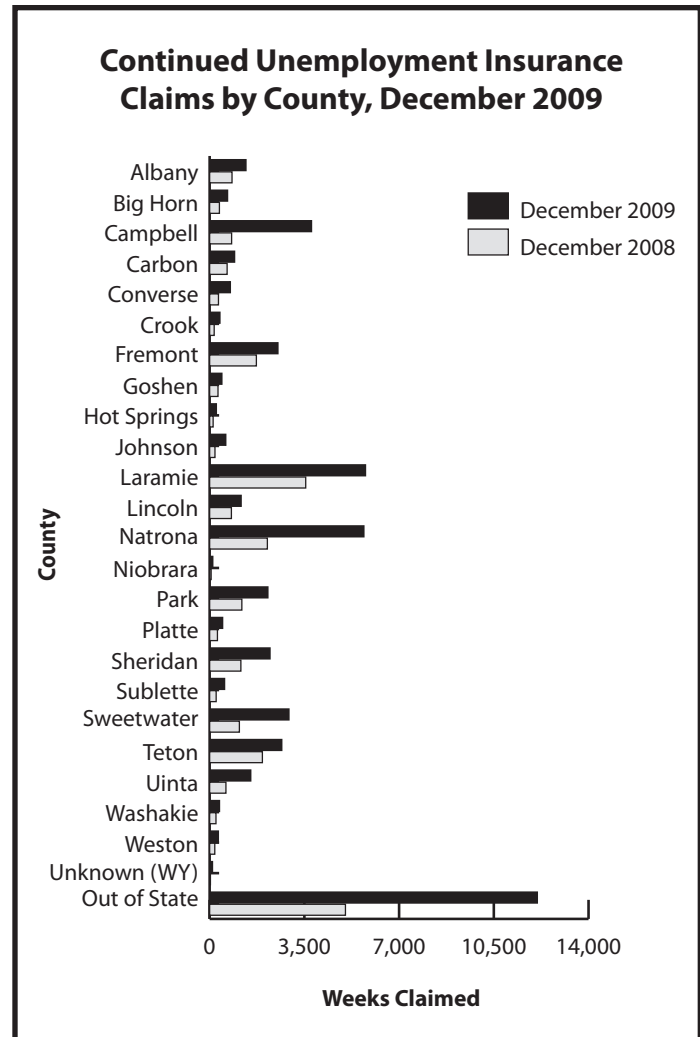 Continued Unemployment Insurance
Claims by County, December 2009
Albany
Big Horn
Campbell
Carbon
Converse
Crook
Fremont
Goshen
Hot Springs
Johnson
Laramie
Lincoln
Natrona
Niobrara
Park
Platte
Sheridan
Sublette
Sweetwater
Teton
Uinta
Washakie
Weston
Unknown (WY)
Out of State
County
December 2009
December 2008
0 3,500 7,000 10,500 14,000
Weeks Claimed